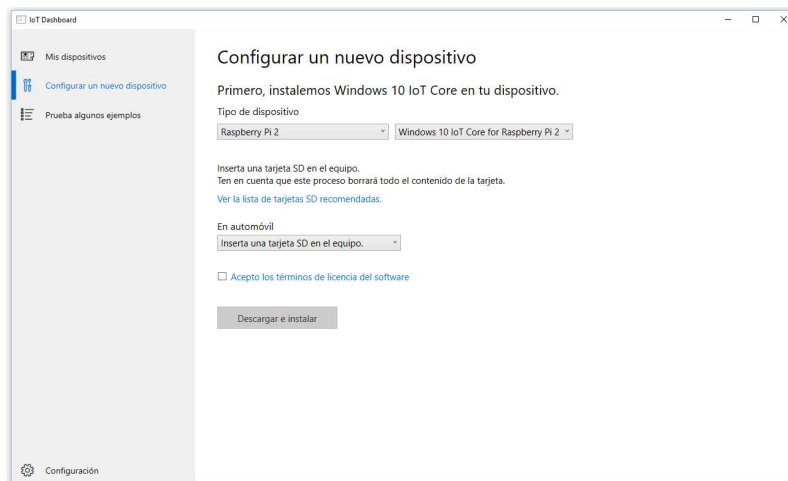 IoT Dashboard
Mis dispositivos
Configurar un nuevo dispositivo
Prueba algunos ejemplos
Configuración
Configurar un nuevo dispositivo
Primero, instalemos Windows 10 IoT Core en tu dispositivo.
Tipo de dispositivo
Raspberry Pi 2 Windows 10 IoT Core for Raspberry Pi 2
Inserta una tarjeta SD en el equipo.
Ten en cuenta que este proceso borrará todo el contenido de la tarjeta.
Ver la lista de tarjetas SD recomendadas.
En automóvil
Inserta una tarjeta SD en el equipo.
Acepto los términos de licencia del software
Descargar e instalar